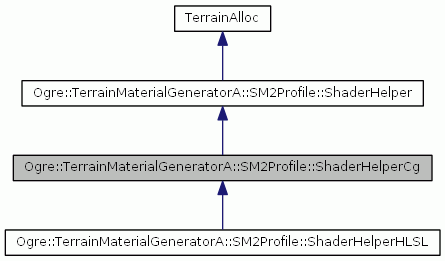 TerrainAlloc
Ogre::TerrainMaterialGeneratorA::SM2Profile::ShaderHelper
Ogre::TerrainMaterialGeneratorA::SM2Profile::ShaderHelperCg
Ogre::TerrainMaterialGeneratorA::SM2Profile::ShaderHelperHLSL